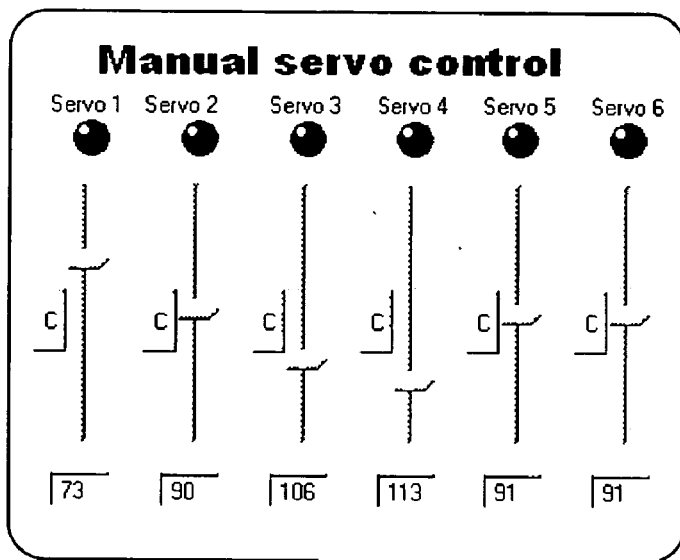 Manual servo control
Servo 1 Servo 2 Servo 3 Servo 4 Servo 5 Servo 6
C C C C C C
73 90 106 113 91 91